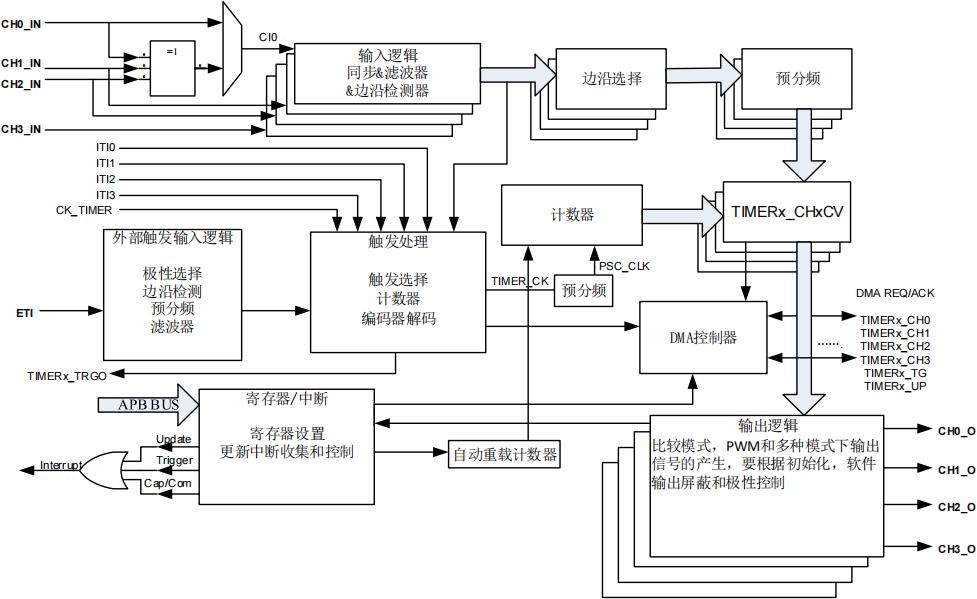 CH0_IN
CH1_IN
CH2_IN
CH3_IN
=1
CI0
输入逻辑
同步&滤波器
&边沿检测器
边沿选择
预分频
ITI0
ITI1
ITI2
ITI3
CK_TIMER
计数器
TIMERx_CHxCV
外部触发输入逻辑
极性选择
边沿检测
预分频
滤波器
ETI
触发处理
触发选择
计数器
编码器解码
TIMER_CK
PSC_CLK
预分频
DMA控制器
DMA REQ/ACK
TIMERx_CH0
TIMERx_CH1
TIMERx_CH2
TIMERx_CH3
TIMERx_TG
TIMERx_UP
…….
TIMERx_TRGO
APB BUS
寄存器/中断
寄存器设置
更新中断收集和控制
Update
Trigger
Cap/Com
Interrupt
自动重载计数器
输出逻辑
比较模式，PWM和多种模式下输出
信号的产生，要根据初始化，软件
输出屏蔽和极性控制
CH0_O
CH1_O
CH2_O
CH3_O